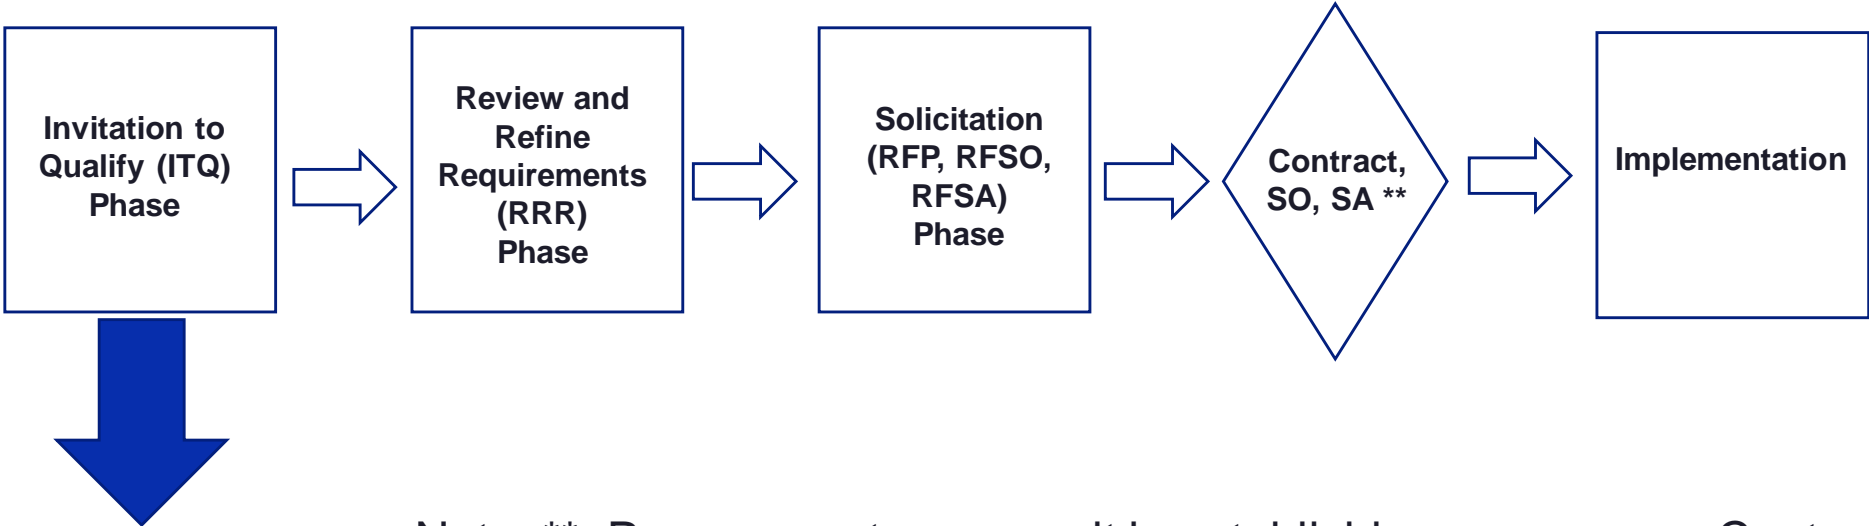 Invitation to
Qualify (ITQ)
Phase
Review and
Refine
Requirements
(RRR)
Phase
Solicitation
(RFP, RFSO,
RFSA)
Phase
Contract,
SO, SA **
Implementation